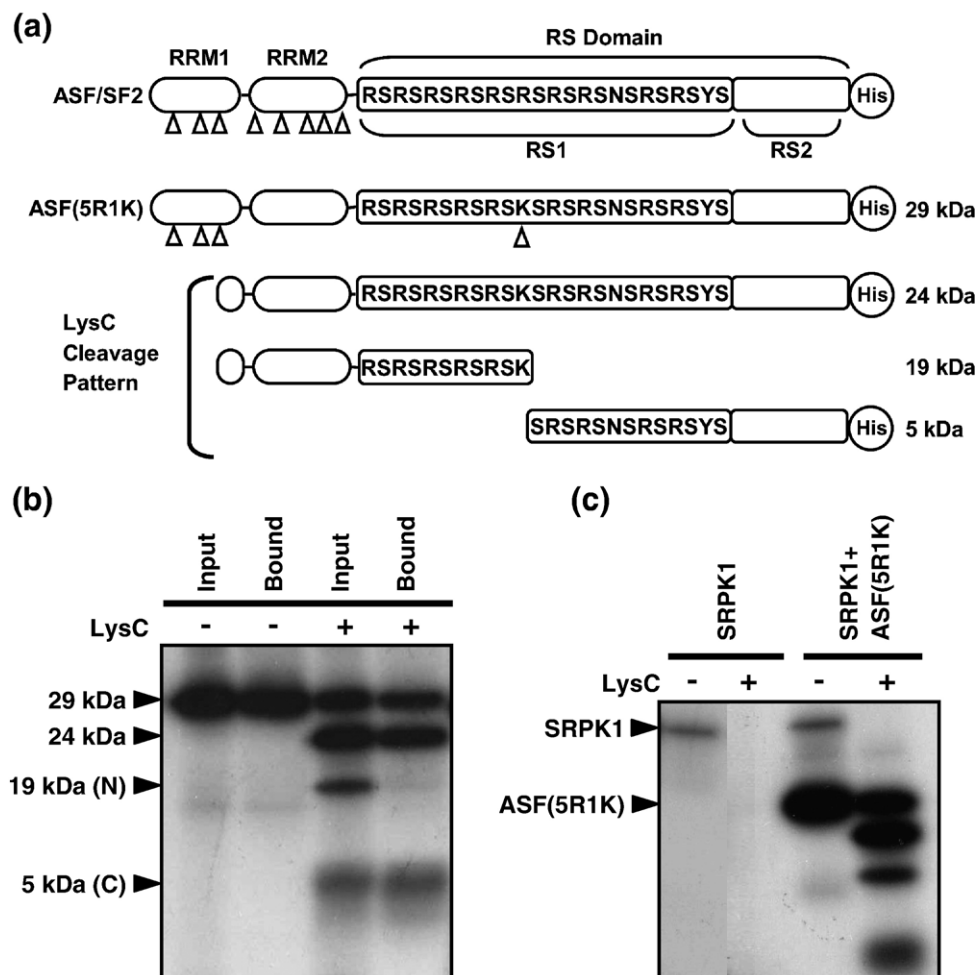 (a)
RS Domain
RRM1 RRM2
ASF/SF2 RSRSRSRSRSRSRSRSNSRSRSYS His
RS1 RS2
ASF(5R1K) RSRSRSRSRSKSRSRSNSRSRSYS His 29 kDa
LysC
Cleavage
Pattern
RSRSRSRSRSKSRSRSNSRSRSYS His 24 kDa
RSRSRSRSRSK 19 kDa
SRSRSNSRSRSYS His 5 kDa
(b)
Input Bound Input Bound
LysC - - + +
29 kDa
24 kDa
19 kDa (N)
5 kDa (C)
(c)
SRPK1
SRPK1+
ASF(5R1K)
LysC - + - +
SRPK1
ASF(5R1K)